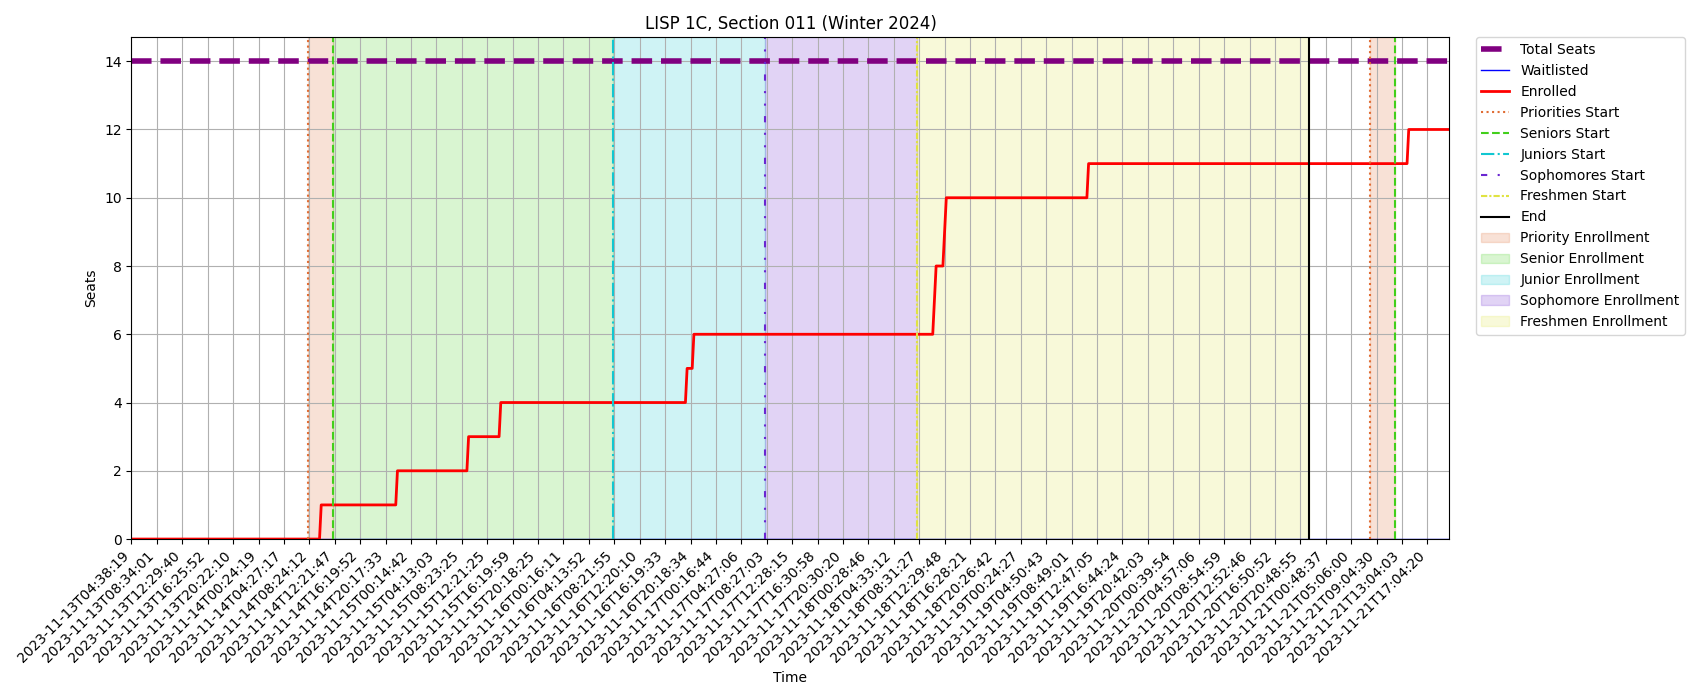 LISP 1C, Section 011 (Winter 2024)
Seats
14
12
10
8
6
4
2
0
2023-11-13T04:38:19
2023-11-13T08:34:01
2023-11-13T12:29:40
2023-11-13T16:25:52
2023-11-13T20:22:10
2023-11-14T00:24:19
2023-11-14T04:27:17
2023-11-14T08:24:12
2023-11-14T12:21:47
2023-11-14T16:19:52
2023-11-14T20:17:33
2023-11-15T00:14:42
2023-11-15T04:13:03
2023-11-15T08:23:25
2023-11-15T12:21:25
2023-11-15T16:19:59
2023-11-15T20:18:25
2023-11-16T00:16:11
2023-11-16T04:13:52
2023-11-16T08:21:55
2023-11-16T12:20:10
2023-11-16T16:19:33
2023-11-16T20:18:34
2023-11-17T00:16:44
2023-11-17T04:27:06
2023-11-17T08:27:03
2023-11-17T12:28:15
2023-11-17T16:30:58
2023-11-17T20:30:20
2023-11-18T00:28:46
2023-11-18T04:33:12
2023-11-18T08:31:27
2023-11-18T12:29:48
2023-11-18T16:28:21
2023-11-18T20:26:42
2023-11-19T00:24:27
2023-11-19T04:50:43
2023-11-19T08:49:01
2023-11-19T12:47:05
2023-11-19T16:44:24
2023-11-19T20:42:03
2023-11-20T00:39:54
2023-11-20T04:57:06
2023-11-20T08:54:59
2023-11-20T12:52:46
2023-11-20T16:50:52
2023-11-20T20:48:55
2023-11-21T00:48:37
2023-11-21T05:06:00
2023-11-21T09:04:30
2023-11-21T13:04:03
2023-11-21T17:04:20
Time
Total Seats
Waitlisted
Enrolled
Priorities Start
Seniors Start
Juniors Start
Sophomores Start
Freshmen Start
End
Priority Enrollment
Senior Enrollment
Junior Enrollment
Sophomore Enrollment
Freshmen Enrollment